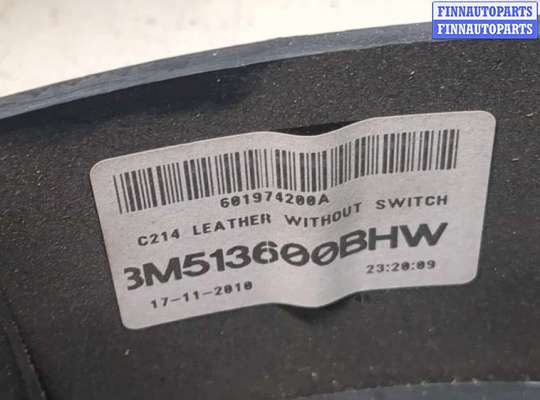 FINNAUTOPARTS
FINNAUTOPARTS
601974200A
C214 LEATHER WITHOUT SWITCH
3M513600BHW
17-11-2010 23:20:09